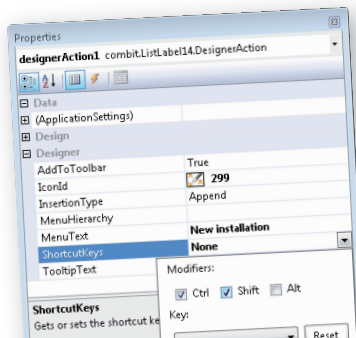 Properties
designerAction1 combit.ListLabel14.DesignerAction
Data
(ApplicationSettings)
Design
Designer
AddToToolbar True
IconId 299
InsertionType Append
MenuHierarchy
MenuText New installation
ShortcutKeys None
TooltipText
Modifiers:
Ctrl Shift Alt
Key:
Reset
ShortcutKeys
Gets or sets the shortcut ke